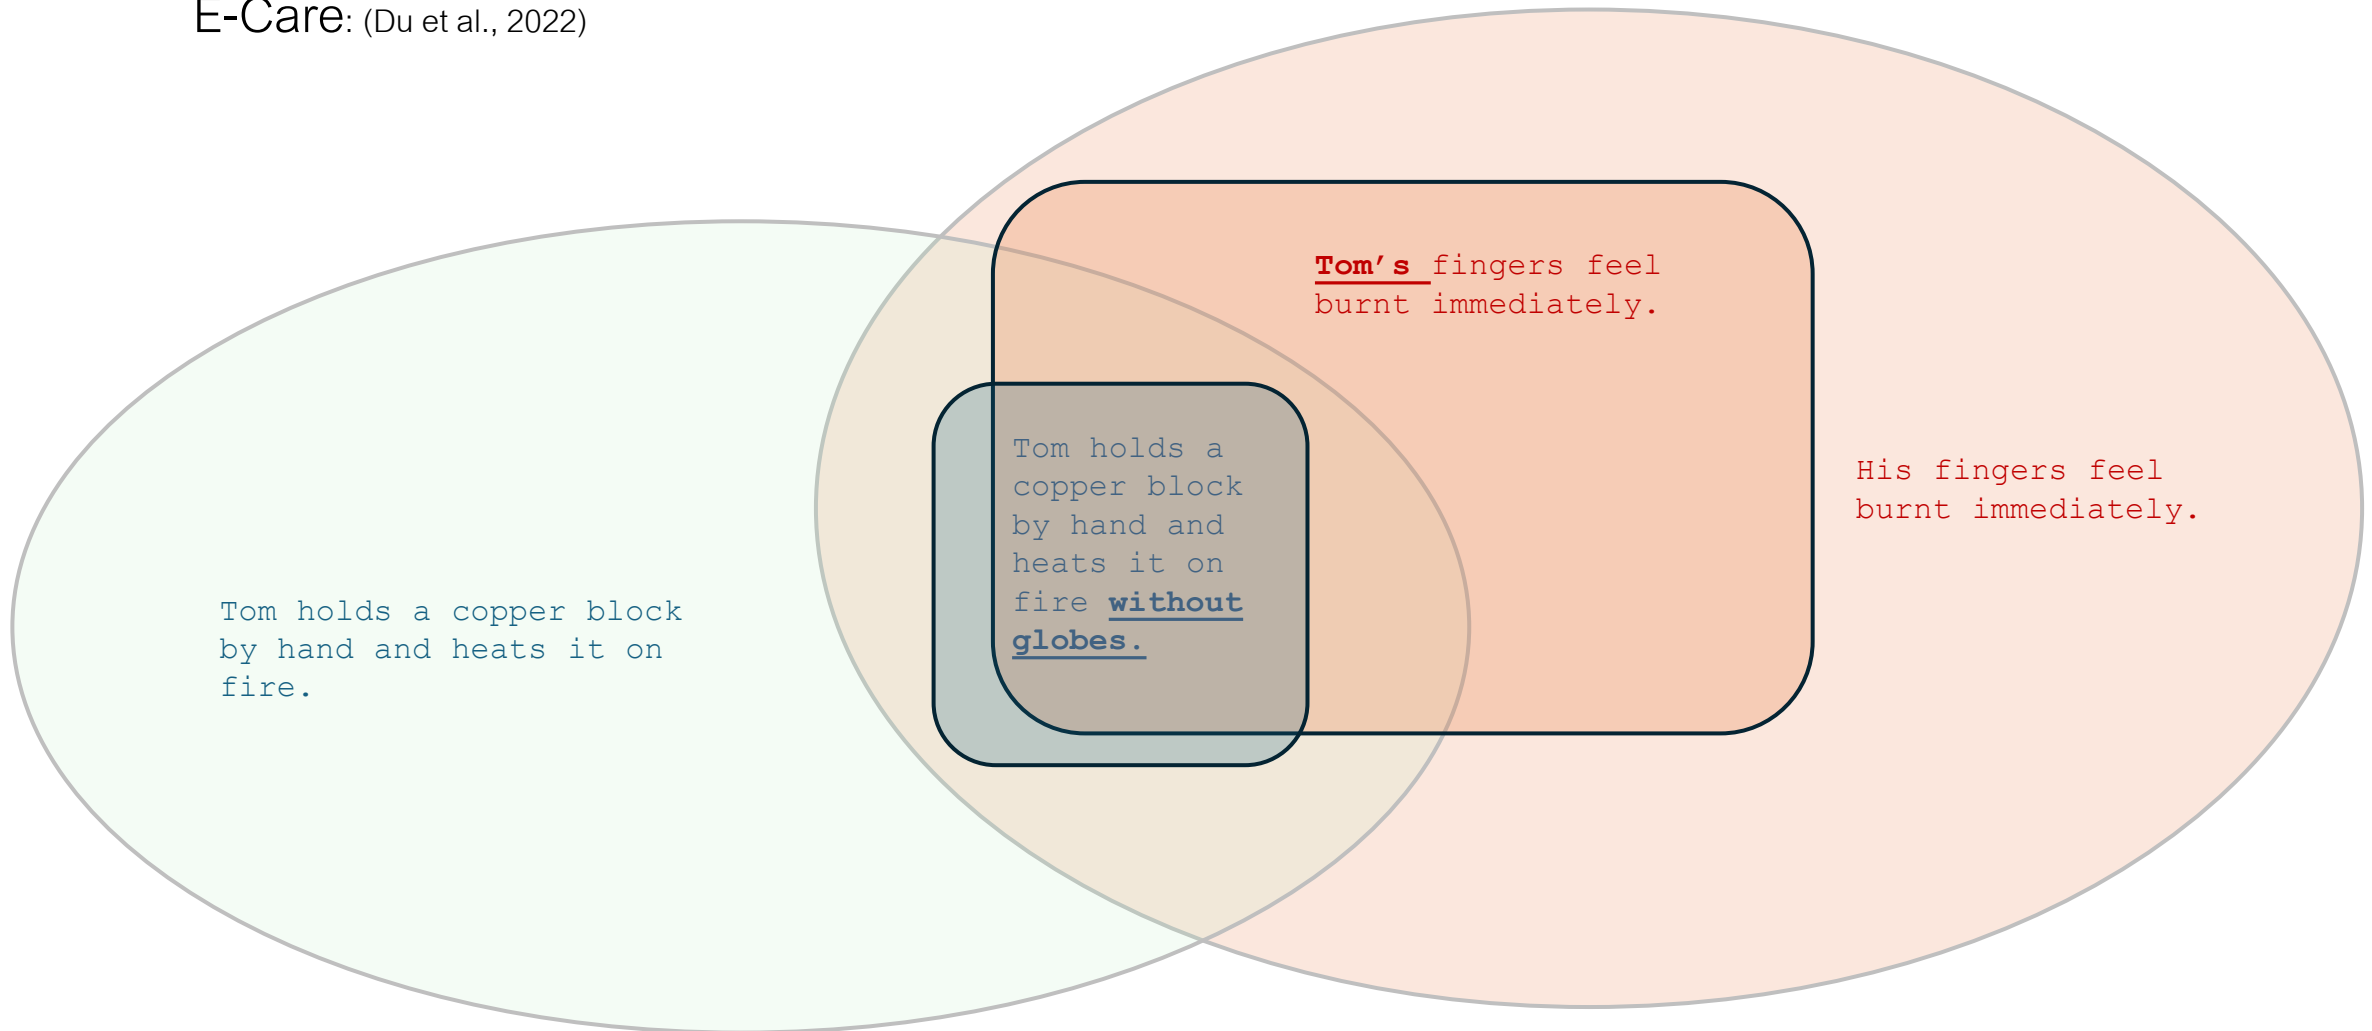 E-Care: (Du et al., 2022)
Tom’s fingers feel
burnt immediately.
Tom holds a
copper block
by hand and
heats it on
fire without
globes.
His fingers feel
burnt immediately.
Tom holds a copper block
by hand and heats it on
fire.